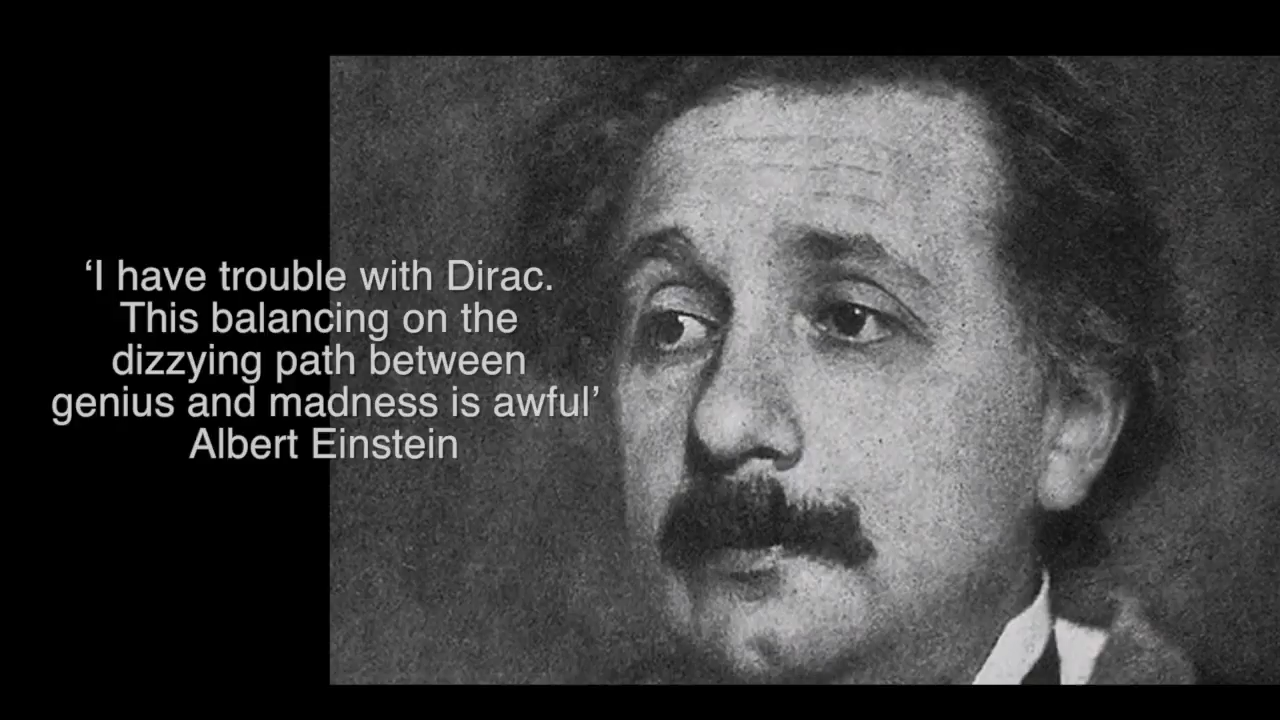 ‘I have trouble with Dirac.
This balancing on the
dizzying path between
genius and madness is awful’
Albert Einstein